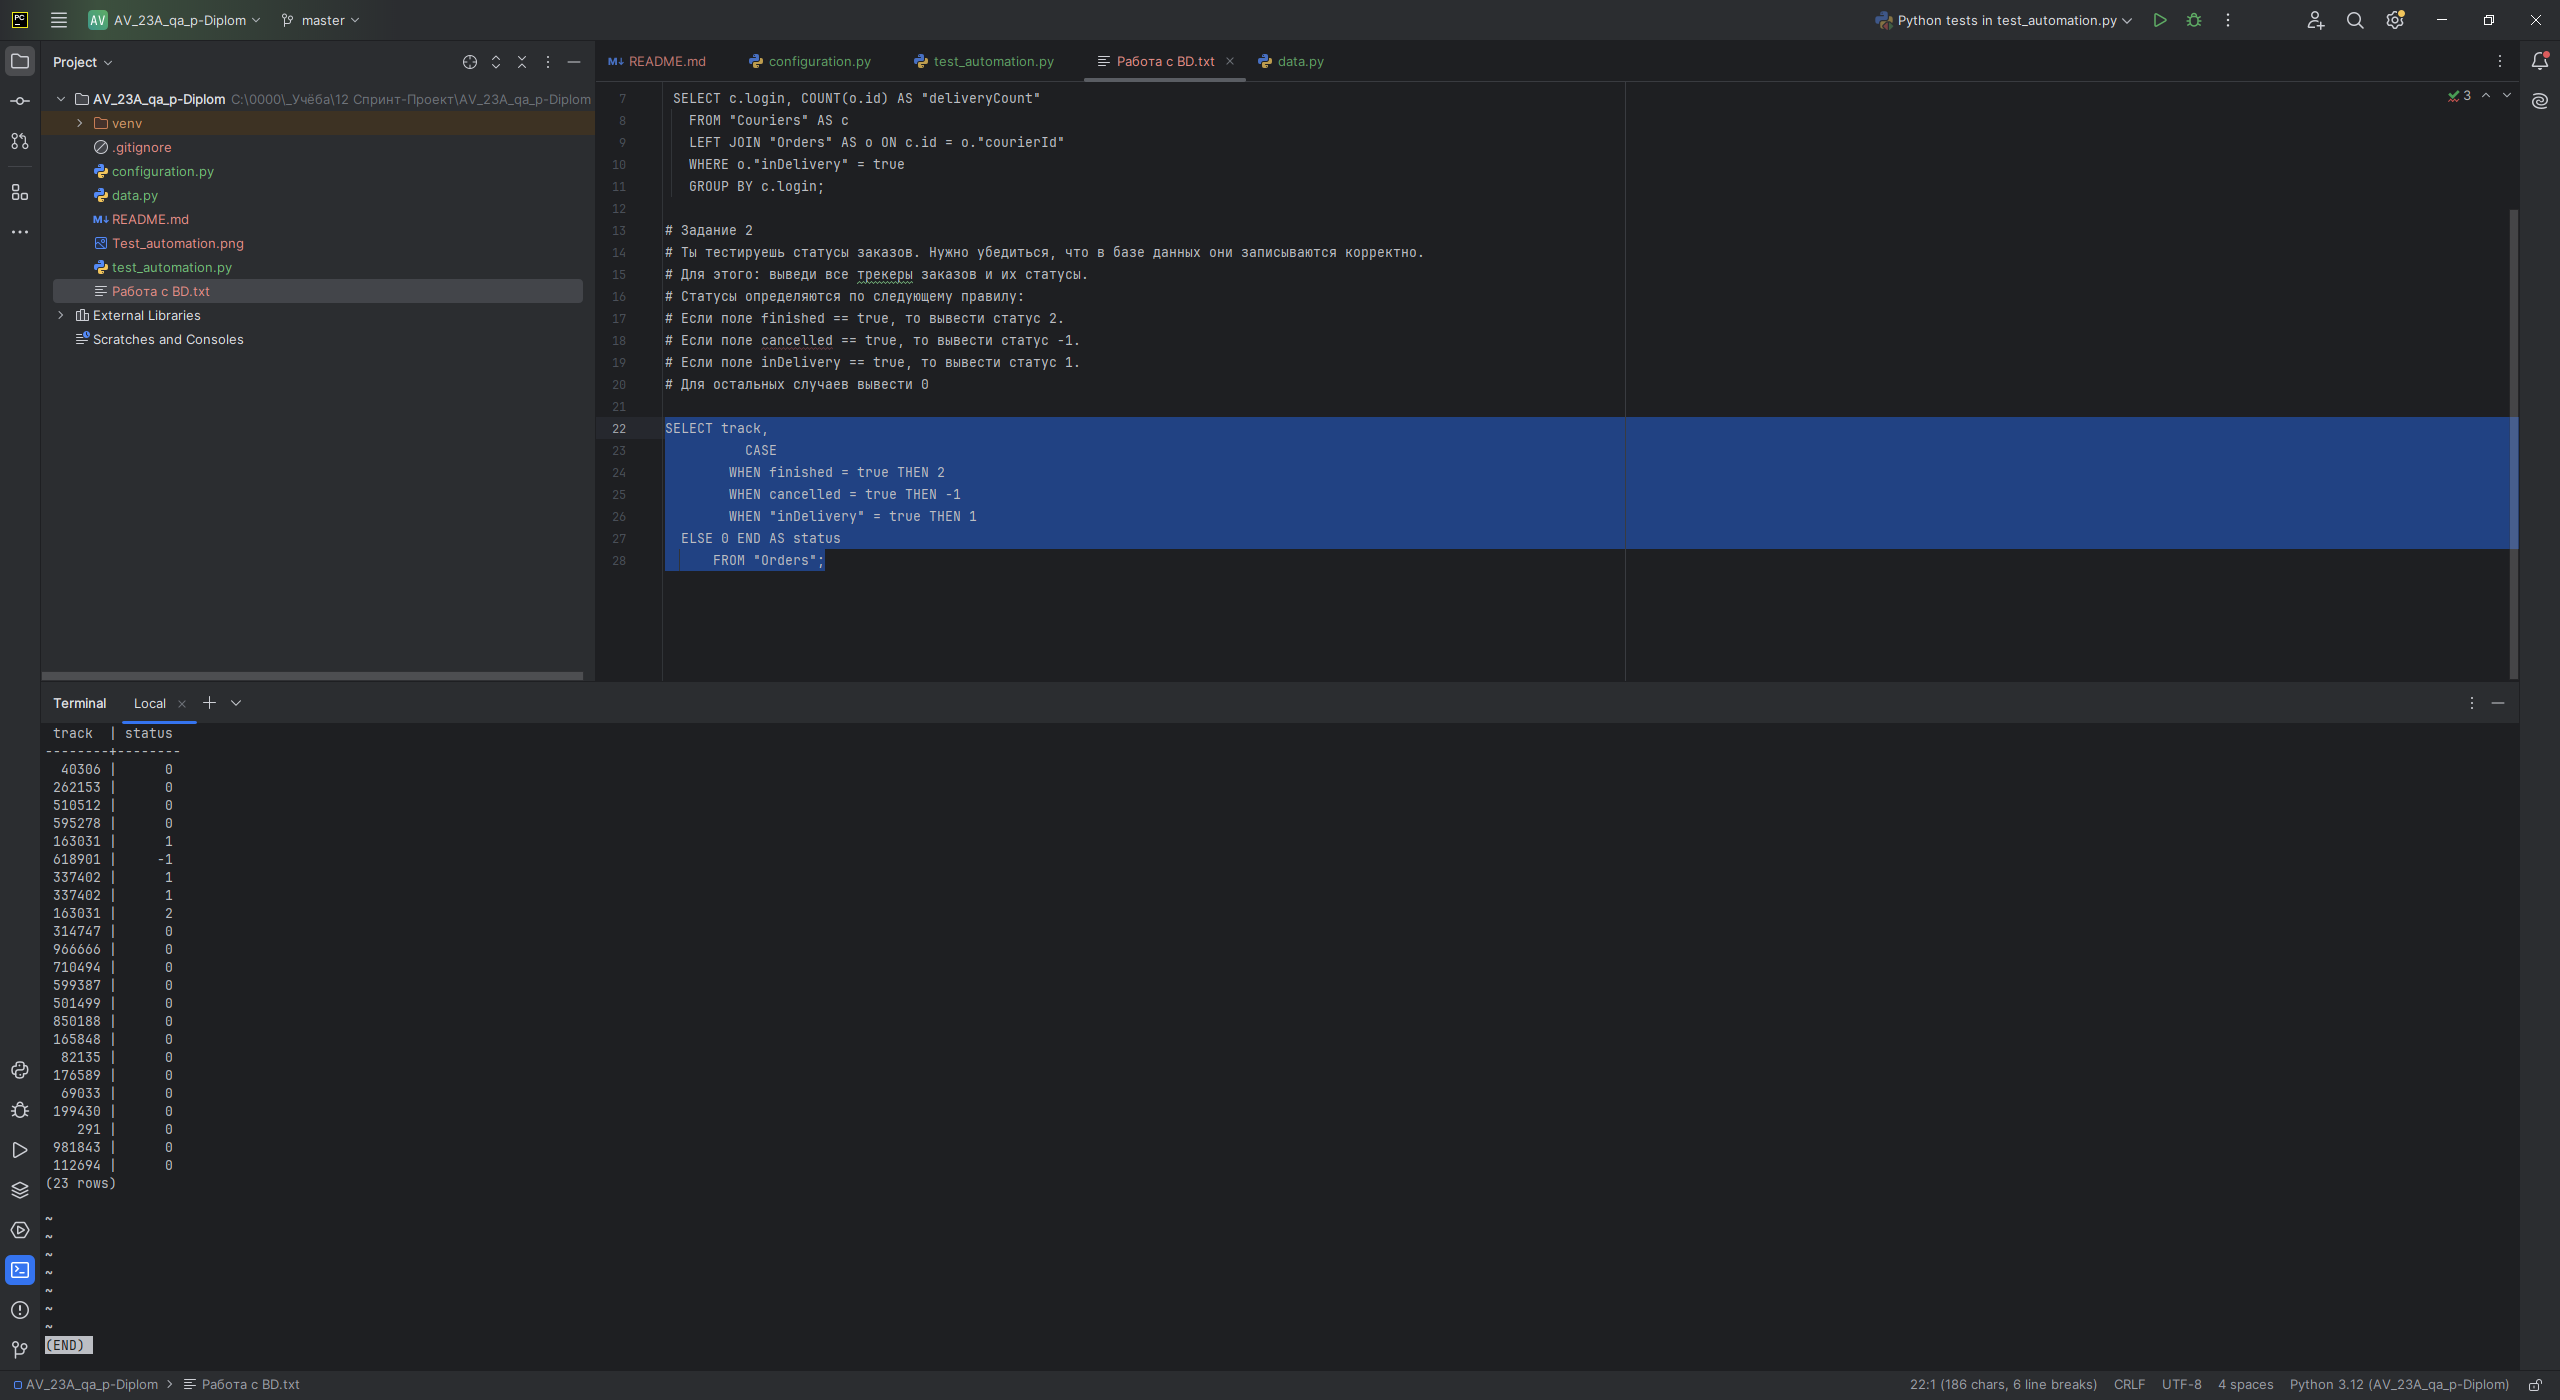 PC AV AV_23A_qa_p-Diplom master Python tests in test_automation.py
Project
AV_23A_qa_p-Diplom C:\0000\_Учёба\12 Спринт-Проект\AV_23A_qa_p-Diplom
venv
.gitignore
configuration.py
data.py
M↓ README.md
Test_automation.png
test_automation.py
Работа с BD.txt
External Libraries
Scratches and Consoles
M↓ README.md configuration.py test_automation.py Работа с BD.txt data.py
3
7 SELECT c.login, COUNT(o.id) AS "deliveryCount"
8 FROM "Couriers" AS c
9 LEFT JOIN "Orders" AS o ON c.id = o."courierId"
10 WHERE o."inDelivery" = true
11 GROUP BY c.login;
12
13 # Задание 2
14 # Ты тестируешь статусы заказов. Нужно убедиться, что в базе данных они записываются корректно.
15 # Для этого: выведи все трекеры заказов и их статусы.
16 # Статусы определяются по следующему правилу:
17 # Если поле finished == true, то вывести статус 2.
18 # Если поле cancelled == true, то вывести статус -1.
19 # Если поле inDelivery == true, то вывести статус 1.
20 # Для остальных случаев вывести 0
21
22 SELECT track,
23 CASE
24 WHEN finished = true THEN 2
25 WHEN cancelled = true THEN -1
26 WHEN "inDelivery" = true THEN 1
27 ELSE 0 END AS status
28 FROM "Orders";
Terminal Local
track | status
--------+--------
40306 | 0
262153 | 0
510512 | 0
595278 | 0
163031 | 1
618901 | -1
337402 | 1
337402 | 1
163031 | 2
314747 | 0
966666 | 0
710494 | 0
599387 | 0
501499 | 0
850188 | 0
165848 | 0
82135 | 0
176589 | 0
69033 | 0
199430 | 0
291 | 0
981843 | 0
112694 | 0
(23 rows)
~
~
~
~
~
~
~
(END)
AV_23A_qa_p-Diplom > Работа с BD.txt 22:1 (186 chars, 6 line breaks) CRLF UTF-8 4 spaces Python 3.12 (AV_23A_qa_p-Diplom)